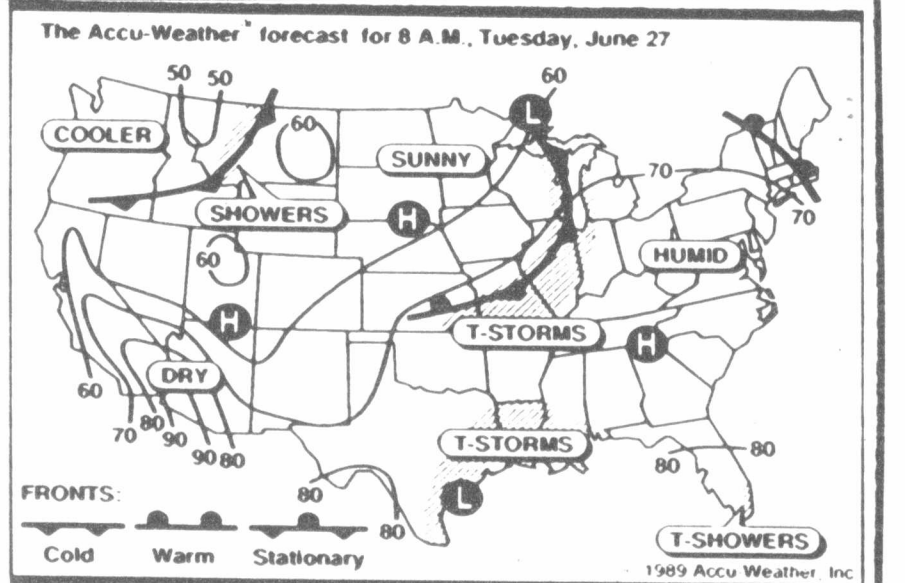 The Accu-Weather™ forecast for 8 A.M., Tuesday, June 27
50 50
60
COOLER
60
SUNNY
L
70
SHOWERS
H
70
60
HUMID
H
T-STORMS
H
DRY
60
70
80
90
90
80
T-STORMS
80
80
L
80
80
FRONTS:
Cold Warm Stationary
T-SHOWERS
1989 Accu Weather, Inc